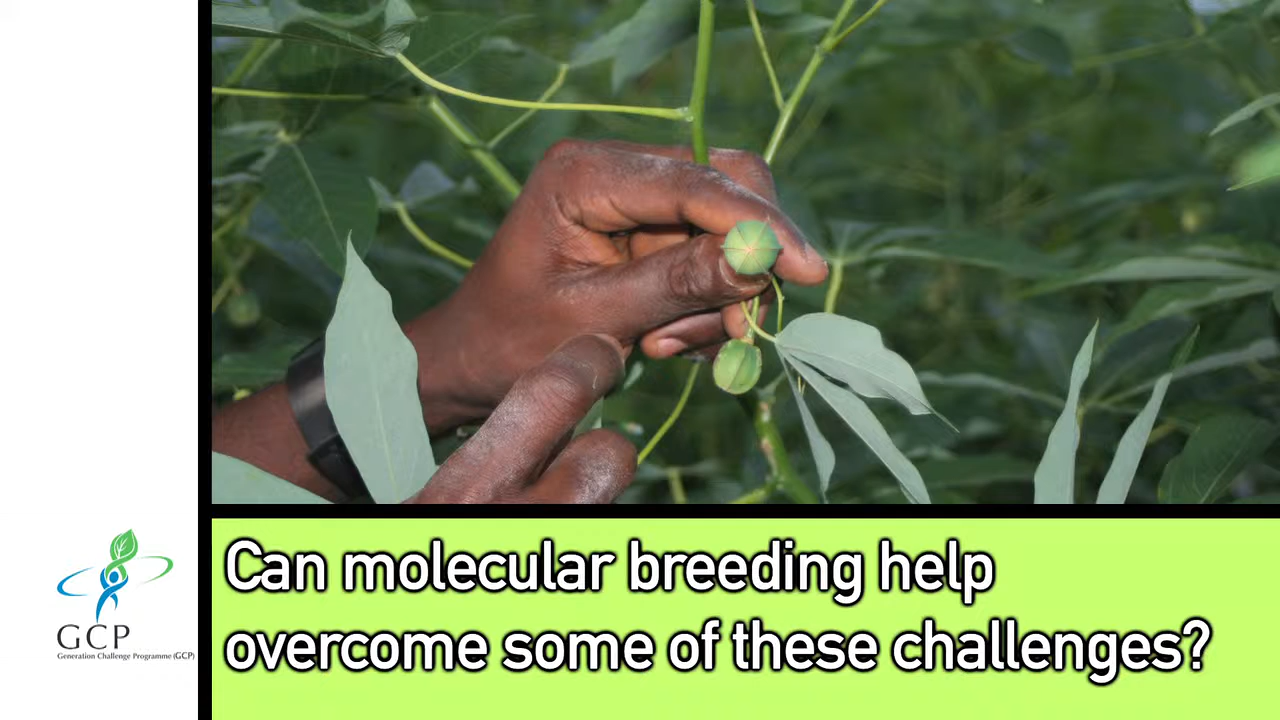 GCP
Generation Challenge Programme (GCP)
Can molecular breeding help
overcome some of these challenges?